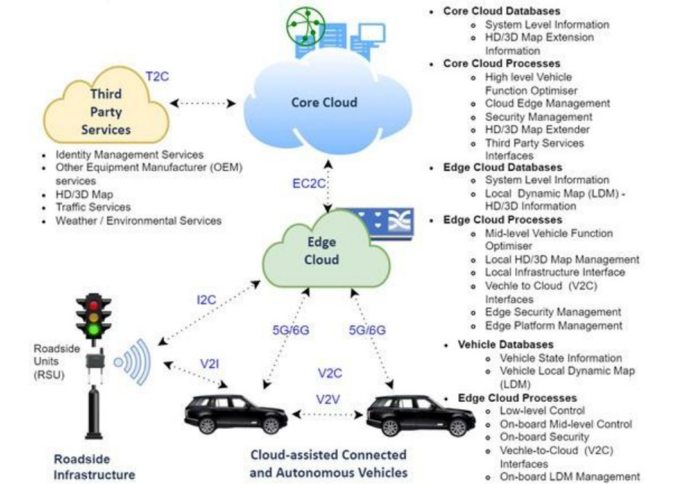 T2C
Third
Party
Services
Core Cloud
• Identity Management Services
• Other Equipment Manufacturer (OEM)
services
• HD/3D Map
• Traffic Services
• Weather / Environmental Services
EC2C
Edge
Cloud
I2C
5G/6G
5G/6G
Roadside
Units
(RSU)
V2I
V2C
V2V
Roadside
Infrastructure
Cloud-assisted Connected
and Autonomous Vehicles
• Core Cloud Databases
o System Level Information
o HD/3D Map Extension
Information
• Core Cloud Processes
o High level Vehicle
Function Optimiser
o Cloud Edge Management
o Security Management
o HD/3D Map Extender
o Third Party Services
Interfaces
• Edge Cloud Databases
o System Level Information
o Local Dynamic Map (LDM) -
HD/3D Information
• Edge Cloud Processes
o Mid-level Vehicle Function
Optimiser
o Local HD/3D Map Management
o Local Infrastructure Interface
o Vechle to Cloud (V2C)
Interfaces
o Edge Security Management
o Edge Platform Management
• Vehicle Databases
o Vehicle State Information
o Vehicle Local Dynamic Map
(LDM)
• Edge Cloud Processes
o Low-level Control
o On-board Mid-level Control
o On-board Security
o Vechle-to-Cloud (V2C)
Interfaces
o On-board LDM Management